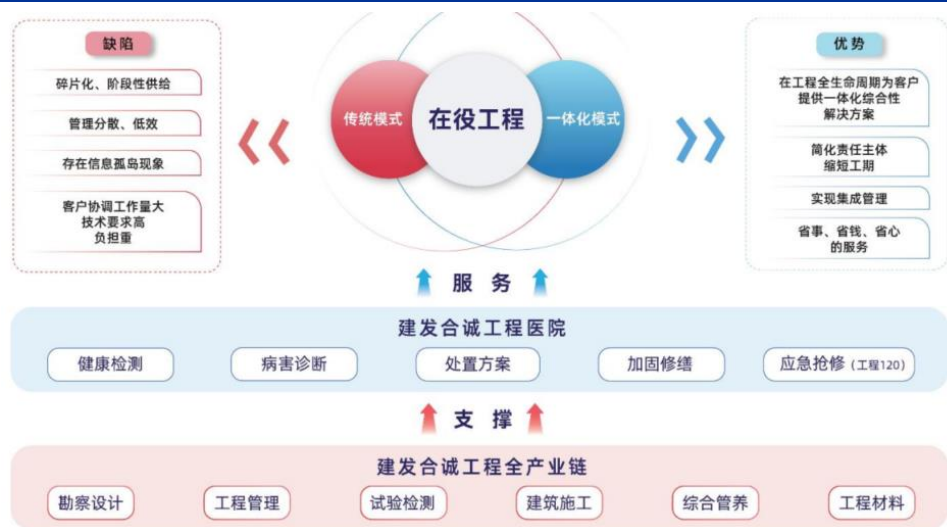 缺陷
碎片化、阶段性供给
管理分散、低效
存在信息孤岛现象
客户协调工作量大
技术要求高
负担重
传统模式
在役工程
一体化模式
优势
在工程全生命周期为客户
提供一体化综合性
解决方案
简化责任主体
缩短工期
实现集成管理
省事、省钱、省心
的服务
服务
建发合诚工程医院
健康检测
病害诊断
处置方案
加固修缮
应急抢修（工程120）
支撑
建发合诚工程全产业链
勘察设计
工程管理
试验检测
建筑施工
综合管养
工程材料